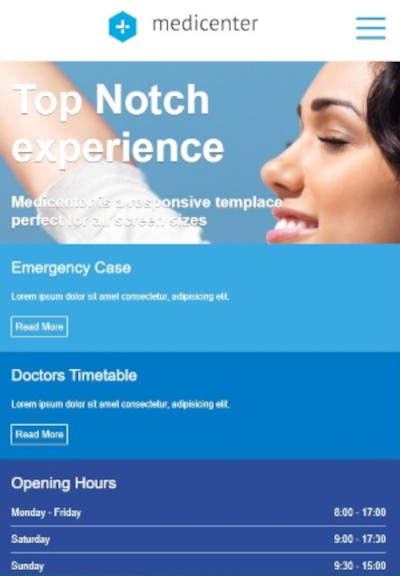 medicenter
Top Notch
experience
Medicenter is a responsive template
perfect for all screen sizes
Emergency Case
Lorem ipsum dolor sit amet consectetur, adipisicing elit.
Read More
Doctors Timetable
Lorem ipsum dolor sit amet consectetur, adipisicing elit.
Read More
Opening Hours
Monday - Friday 8:00 - 17:00
Saturday 9:00 - 17:30
Sunday 9:30 - 15:00